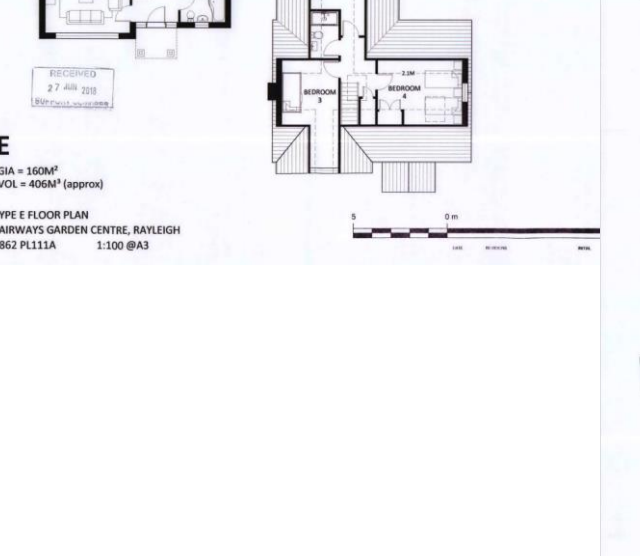 RECEIVED
27 JUN 2018
2.1M
BEDROOM
3
BEDROOM
4
E
GIA = 160M²
VOL = 406M³ (approx)
YPE E FLOOR PLAN
AIRWAYS GARDEN CENTRE, RAYLEIGH
862 PL111A 1:100 @A3
5 0 m